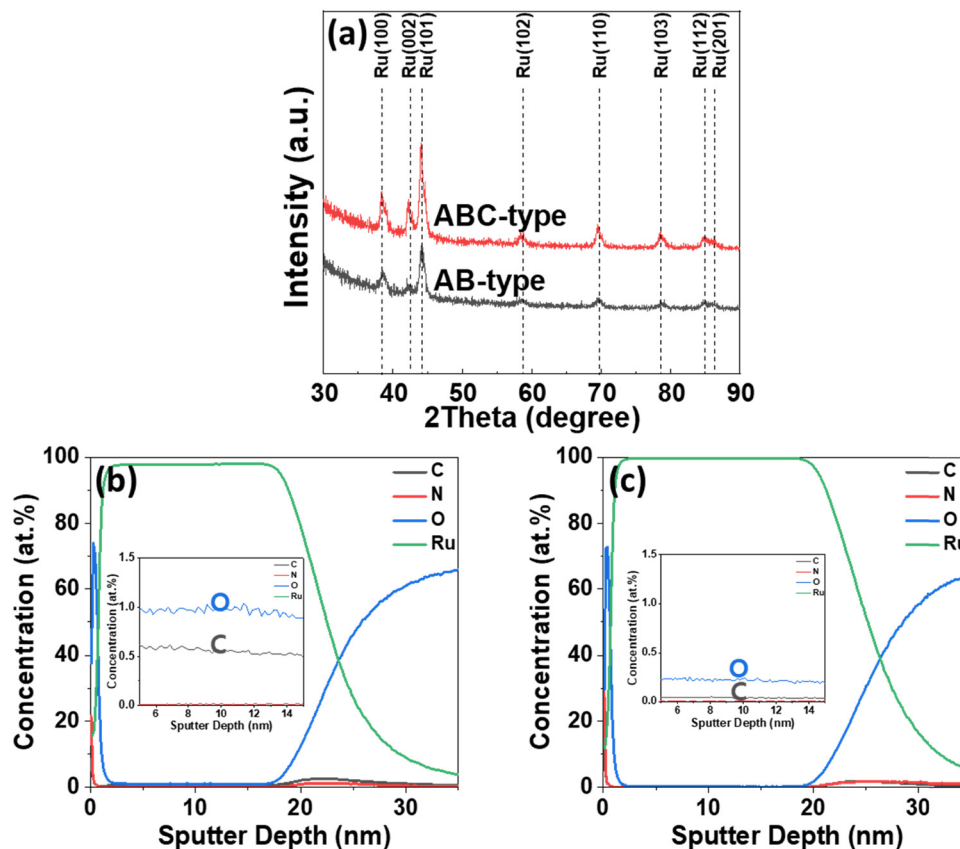 (a)
Ru(100)
Ru(002)
Ru(101)
Ru(102)
Ru(110)
Ru(103)
Ru(112)
Ru(201)
Intensity (a.u.)
ABC-type
AB-type
30 40 50 60 70 80 90
2Theta (degree)
(b)
Concentration (at.%)
100
80
60
40
20
0
C
N
O
Ru
Concentration (at.%)
1.5
1.0
0.5
0.0
C
N
O
Ru
O
C
6 8 10 12 14
Sputter Depth (nm)
0 10 20 30
Sputter Depth (nm)
(c)
Concentration (at.%)
100
80
60
40
20
0
C
N
O
Ru
Concentration (at.%)
1.5
1.0
0.5
0.0
C
N
O
Ru
O
C
6 8 10 12 14
Sputter Depth (nm)
0 10 20 30
Sputter Depth (nm)